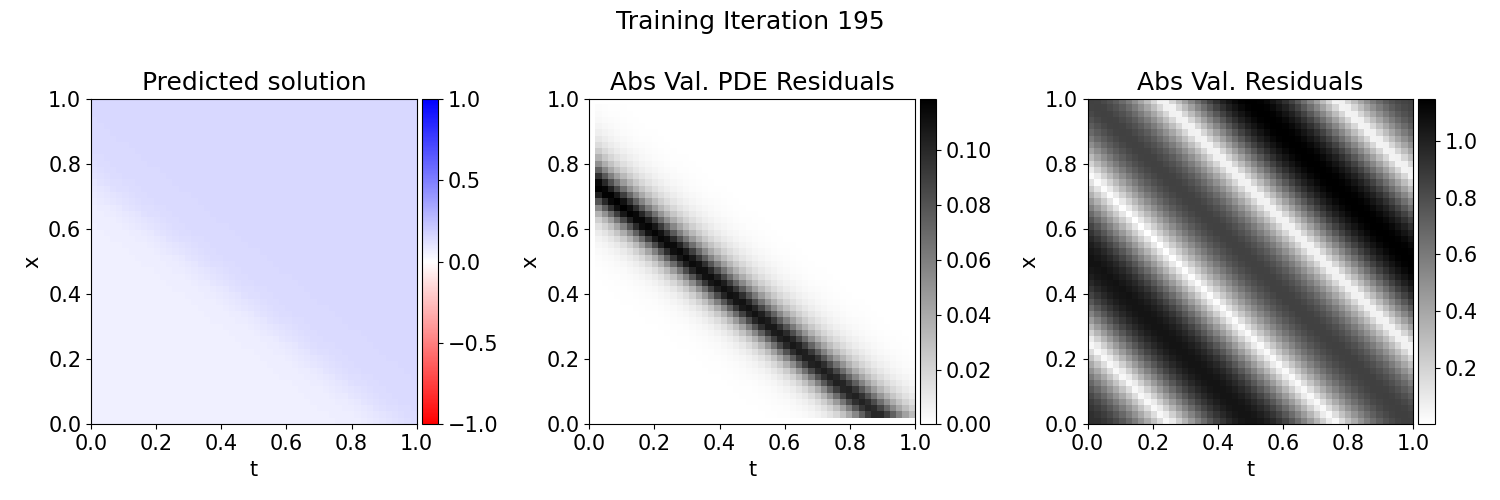 Training Iteration 195
Predicted solution
1.0
0.8
0.6
0.4
0.2
0.0
x
0.0 0.2 0.4 0.6 0.8 1.0
t
1.0
0.5
0.0
−0.5
−1.0
Abs Val. PDE Residuals
1.0
0.8
0.6
0.4
0.2
0.0
x
0.0 0.2 0.4 0.6 0.8 1.0
t
0.10
0.08
0.06
0.04
0.02
0.00
Abs Val. Residuals
1.0
0.8
0.6
0.4
0.2
0.0
x
0.0 0.2 0.4 0.6 0.8 1.0
t
1.0
0.8
0.6
0.4
0.2